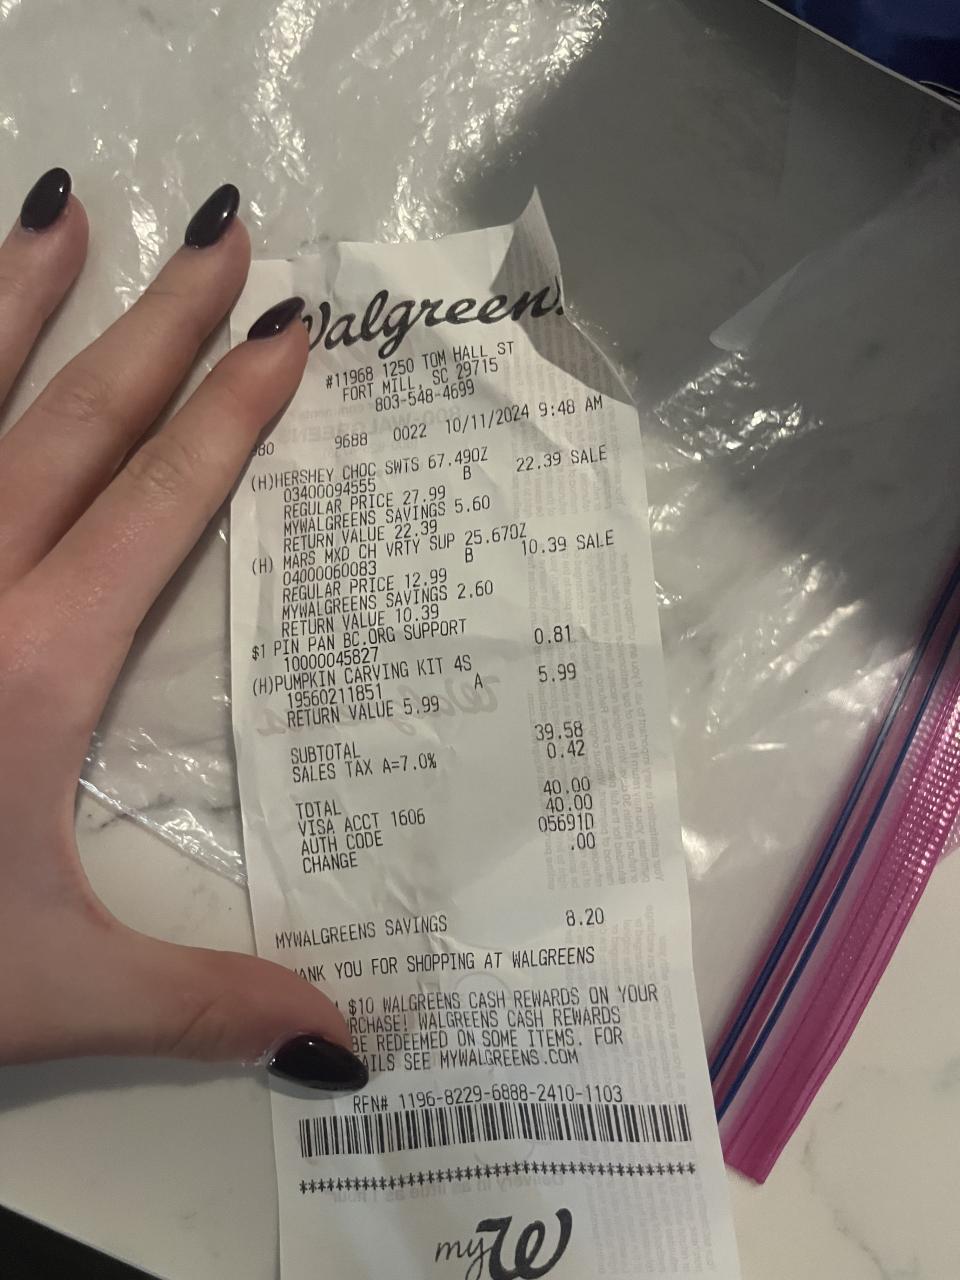 Walgreens
#11968 1250 TOM HALL ST
FORT MILL, SC 29715
803-548-4699
980 9688 0022 10/11/2024 9:48 AM
(H)HERSHEY CHOC SWTS 67.49OZ
03400094555 B 22.39 SALE
REGULAR PRICE 27.99
MYWALGREENS SAVINGS 5.60
RETURN VALUE 22.39
(H) MARS MXD CH VRTY SUP 25.67OZ
04000060083 B 10.39 SALE
REGULAR PRICE 12.99
MYWALGREENS SAVINGS 2.60
RETURN VALUE 10.39
$1 PIN PAN BC.ORG SUPPORT
10000045827 0.81
(H)PUMPKIN CARVING KIT 4S
19560211851 A 5.99
RETURN VALUE 5.99
SUBTOTAL 39.58
SALES TAX A=7.0% 0.42
TOTAL 40.00
VISA ACCT 1606 40.00
AUTH CODE 05691D
CHANGE .00
MYWALGREENS SAVINGS 8.20
ANK YOU FOR SHOPPING AT WALGREENS
$10 WALGREENS CASH REWARDS ON YOUR
RCHASE! WALGREENS CASH REWARDS
BE REDEEMED ON SOME ITEMS. FOR
AILS SEE MYWALGREENS.COM
RFN# 1196-8229-6888-2410-1103
****************************************
myW